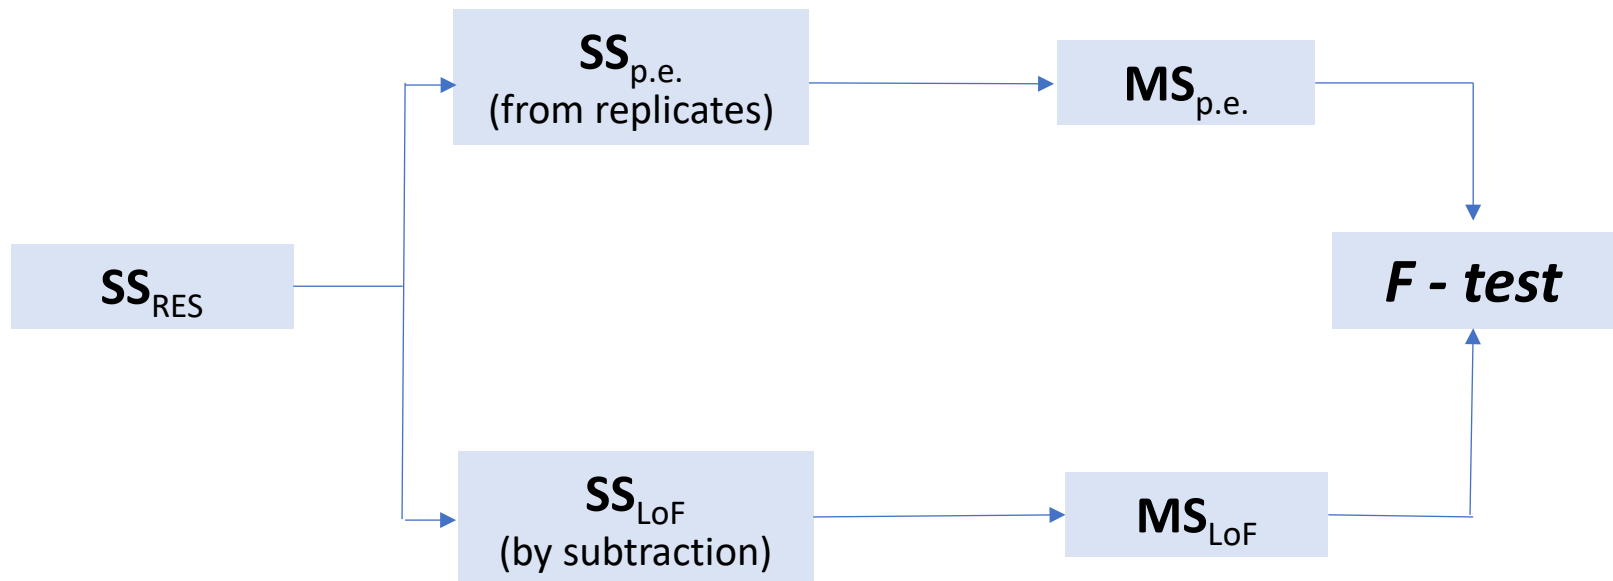 SSp.e.
(from replicates)
MSp.e.
SSRES
F - test
SSLoF
(by subtraction)
MSLoF